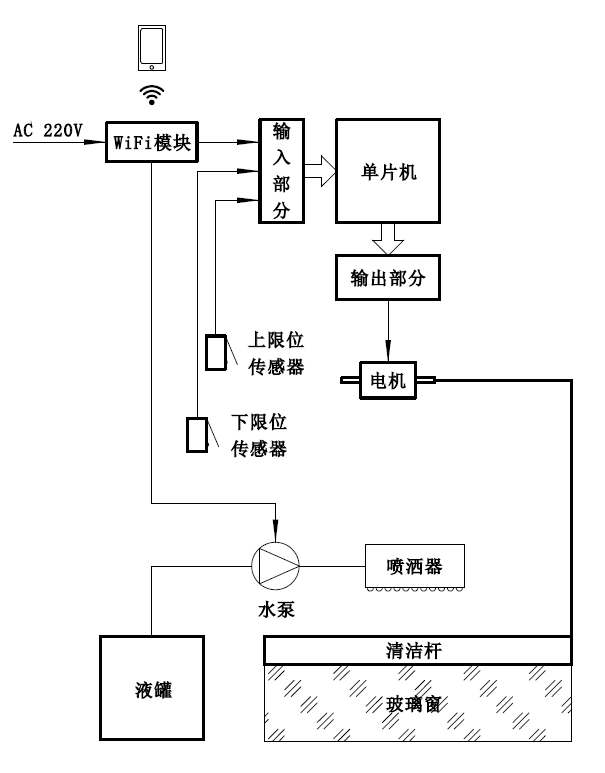 AC 220V
WiFi模块
输
入
部
分
单片机
输出部分
上限位
传感器
电机
下限位
传感器
喷洒器
水泵
清洁杆
液罐
玻璃窗